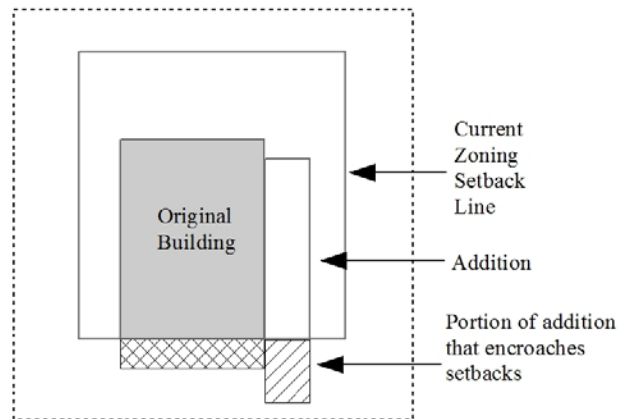 Original
Building
Current
Zoning
Setback
Line
Addition
Portion of addition
that encroaches
setbacks